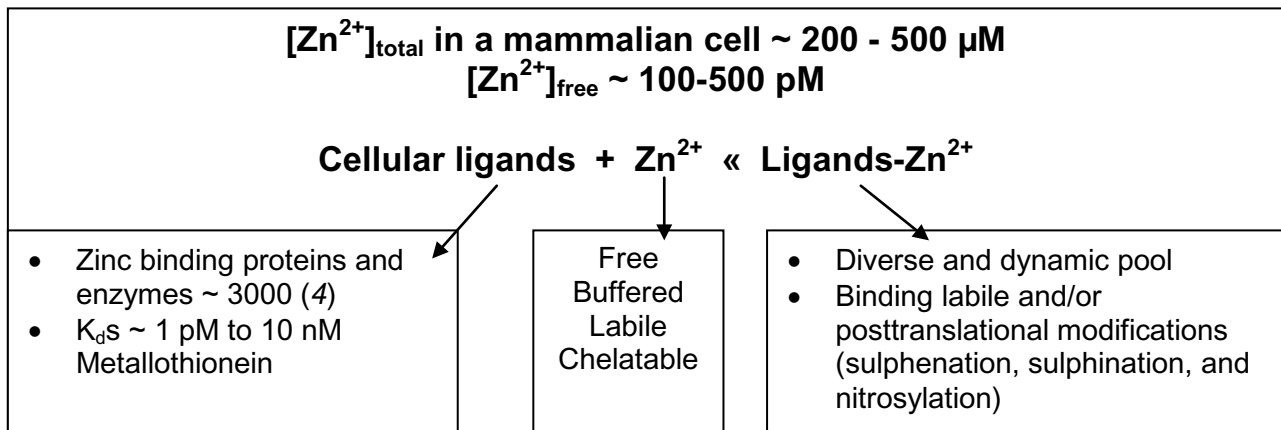 [Zn²⁺]total in a mammalian cell ~ 200 - 500 µM
[Zn²⁺]free ~ 100-500 pM
Cellular ligands + Zn²⁺ « Ligands-Zn²⁺
• Zinc binding proteins and
enzymes ~ 3000 (4)
• Kds ~ 1 pM to 10 nM
Metallothionein
Free
Buffered
Labile
Chelatable
• Diverse and dynamic pool
• Binding labile and/or
posttranslational modifications
(sulphenation, sulphination, and
nitrosylation)